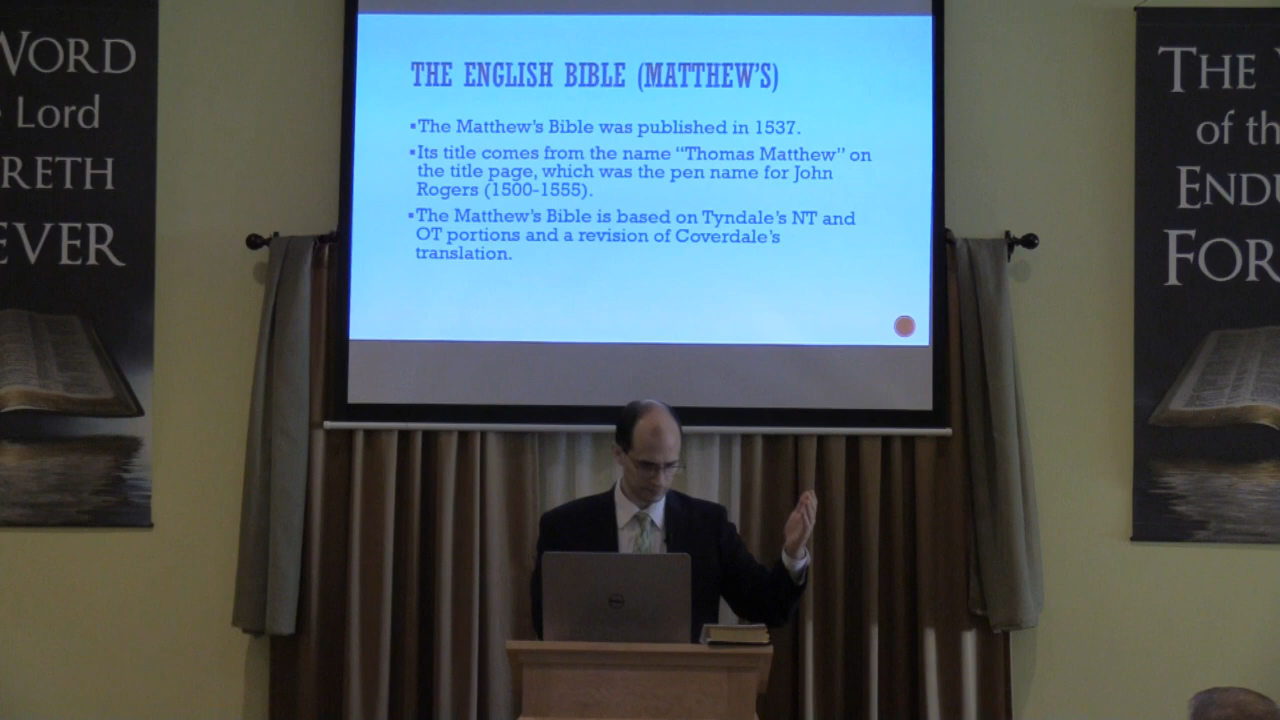 WORD
Lord
RETH
EVER
THE ENGLISH BIBLE (MATTHEW'S)
▪The Matthew's Bible was published in 1537.
▪Its title comes from the name “Thomas Matthew” on
the title page, which was the pen name for John
Rogers (1500-1555).
▪The Matthew's Bible is based on Tyndale's NT and
OT portions and a revision of Coverdale's
translation.
THE
of th
ENDU
FOR
DELL